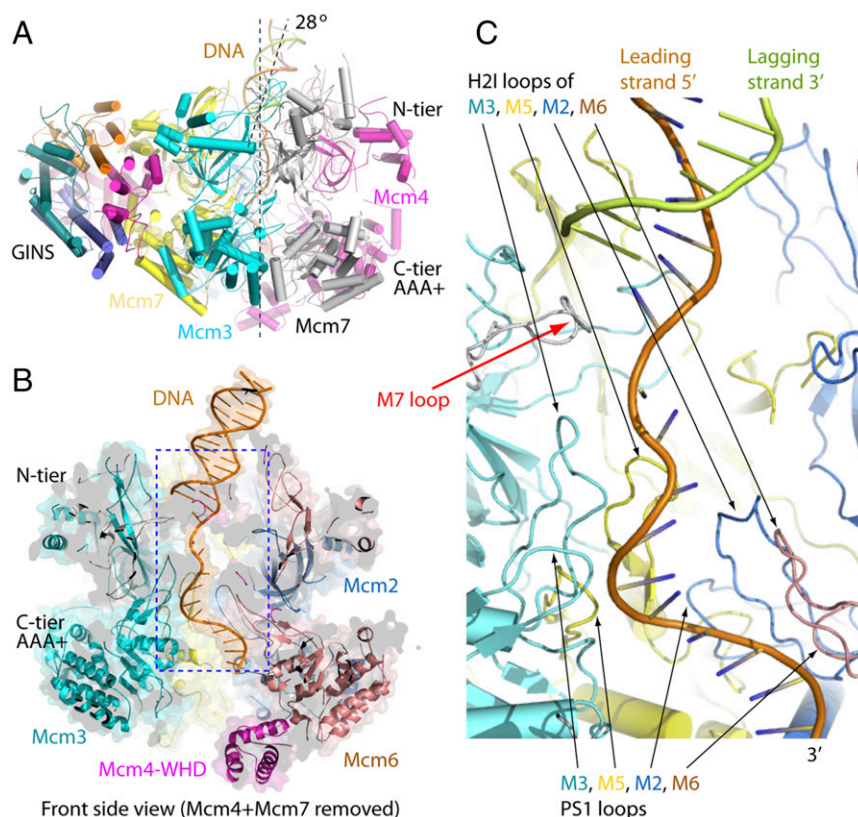 A
28°
DNA
N-tier
Mcm4
GINS
C-tier
AAA+
Mcm7
Mcm3
Mcm7
B
DNA
N-tier
Mcm2
C-tier
AAA+
Mcm3
Mcm4-WHD
Mcm6
Front side view (Mcm4+Mcm7 removed)
C
Leading
strand 5′
Lagging
strand 3′
H2I loops of
M3, M5, M2, M6
M7 loop
3′
M3, M5, M2, M6
PS1 loops